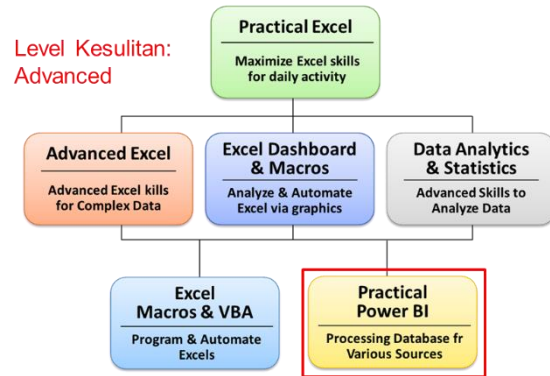 Level Kesulitan:
Advanced
Practical Excel
Maximize Excel skills
for daily activity
Advanced Excel
Advanced Excel kills
for Complex Data
Excel Dashboard
& Macros
Analyze & Automate
Excel via graphics
Data Analytics
& Statistics
Advanced Skills to
Analyze Data
Excel
Macros & VBA
Program & Automate
Excels
Practical
Power BI
Processing Database fr
Various Sources